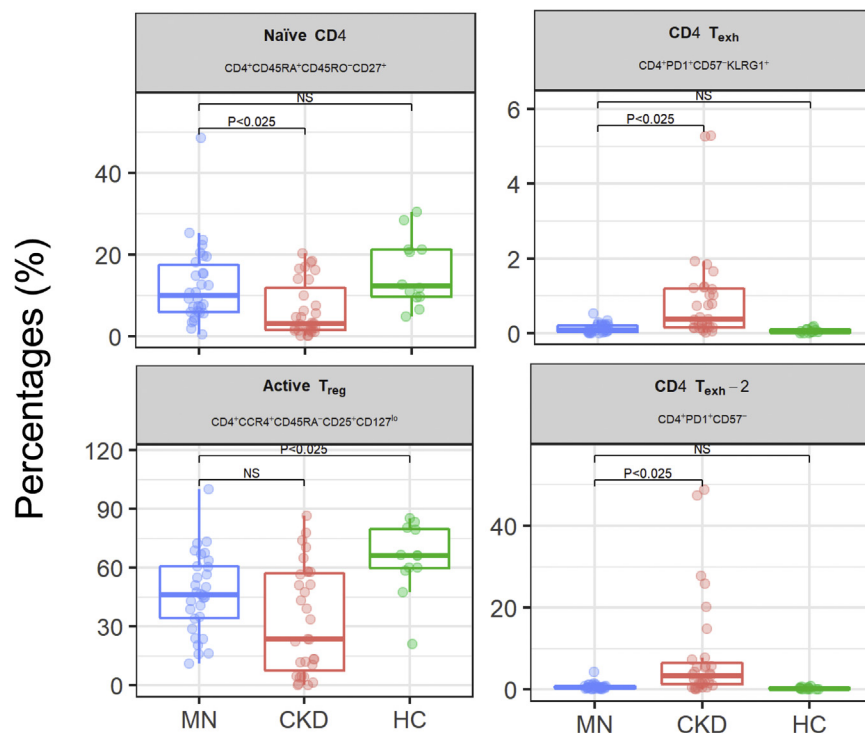 Percentages (%)
Naïve CD4
CD4⁺CD45RA⁺CD45RO⁻CD27⁺
NS
P<0.025
40
20
0
CD4 Tₑₓₕ
CD4⁺PD1⁺CD57⁻KLRG1⁺
NS
P<0.025
6
4
2
0
Active Treg
CD4⁺CCR4⁺CD45RA⁻CD25⁺CD127ˡᵒ
P<0.025
NS
120
90
60
30
0
MN CKD HC
CD4 Tₑₓₕ−2
CD4⁺PD1⁺CD57⁻
NS
P<0.025
40
20
0
MN CKD HC